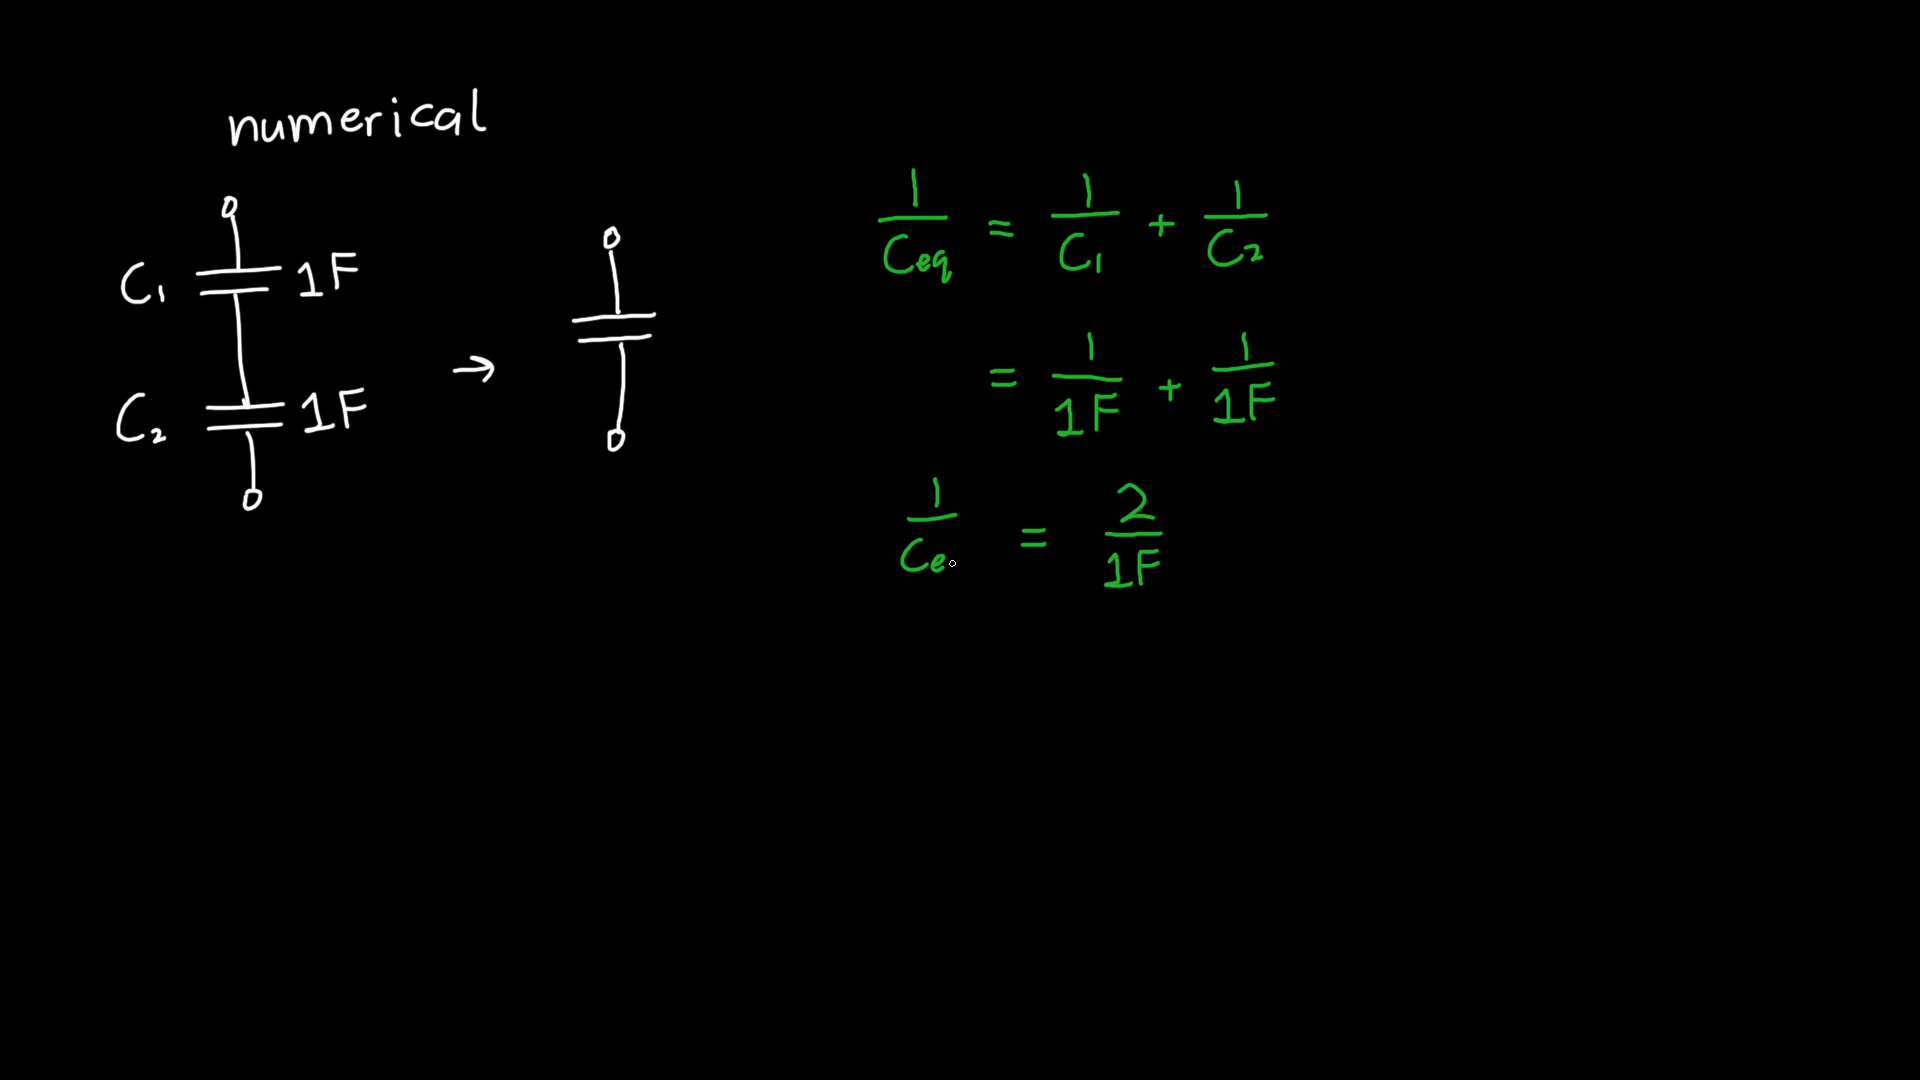 numerical
C₁ 1F
C₂ 1F
→
1/Ceq = 1/C₁ + 1/C₂
= 1/1F + 1/1F
1/Ce = 2/1F